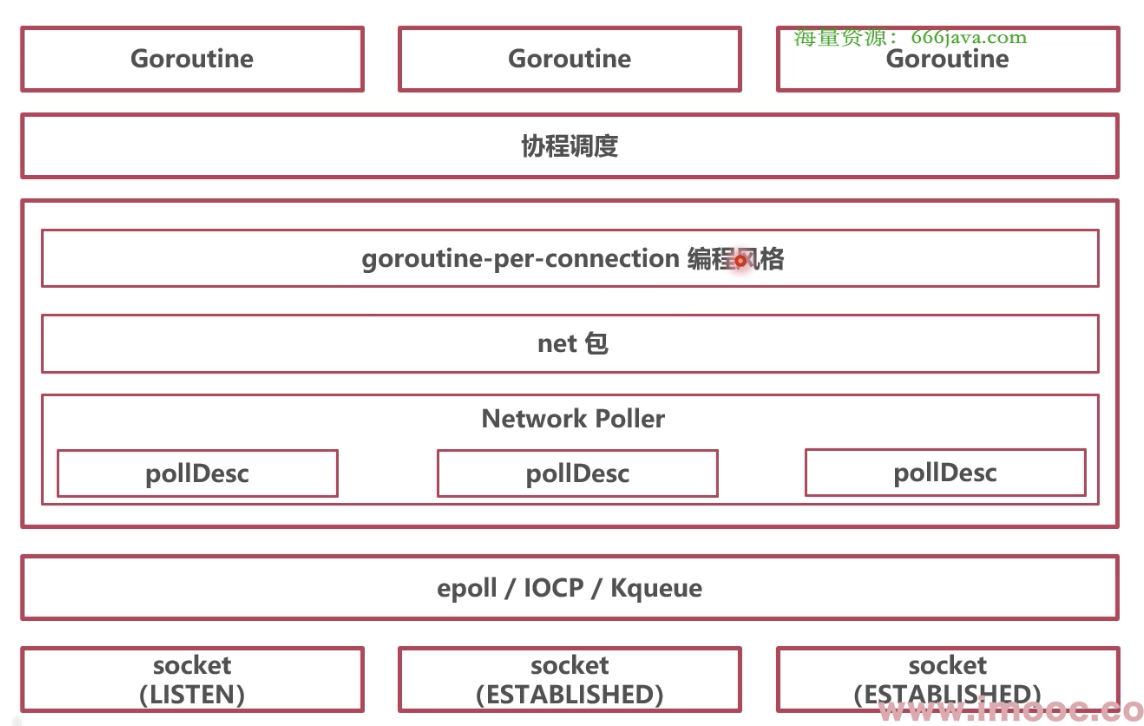 海量资源：666java.com
Goroutine
Goroutine
Goroutine
协程调度
goroutine-per-connection 编程风格
net 包
Network Poller
pollDesc
pollDesc
pollDesc
epoll / IOCP / Kqueue
socket
(LISTEN)
socket
(ESTABLISHED)
socket
(ESTABLISHED)
www.imooc.co